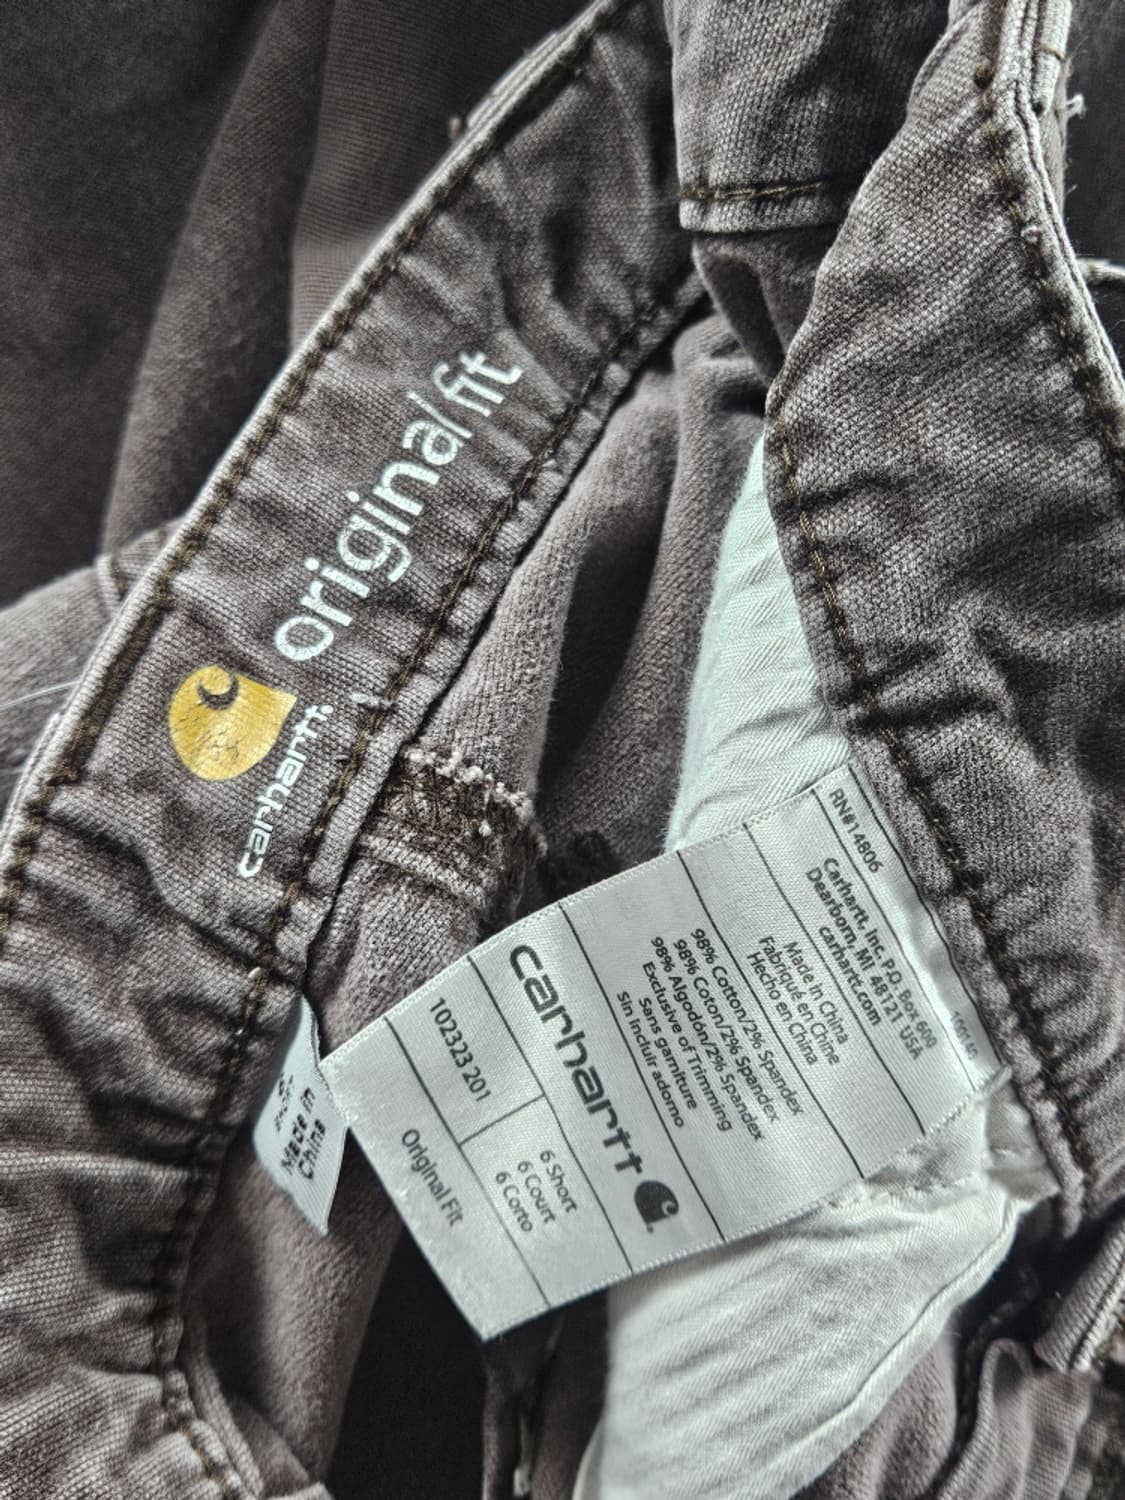 original/fit
carhartt.
RN#14806
Carhartt, Inc. P.O. Box 600
Dearborn, MI 48121 USA
carhartt.com
Made in China
Fabriqué en Chine
Hecho en China
98% Cotton/2% Spandex
98% Coton/2% Spandex
98% Algodón/2% Spandex
Exclusive of Trimming
Sans garniture
Sin Incluir adorno
carhartt
102323 201
6 Short
6 Court
6 Corto
Original Fit
Made in
China